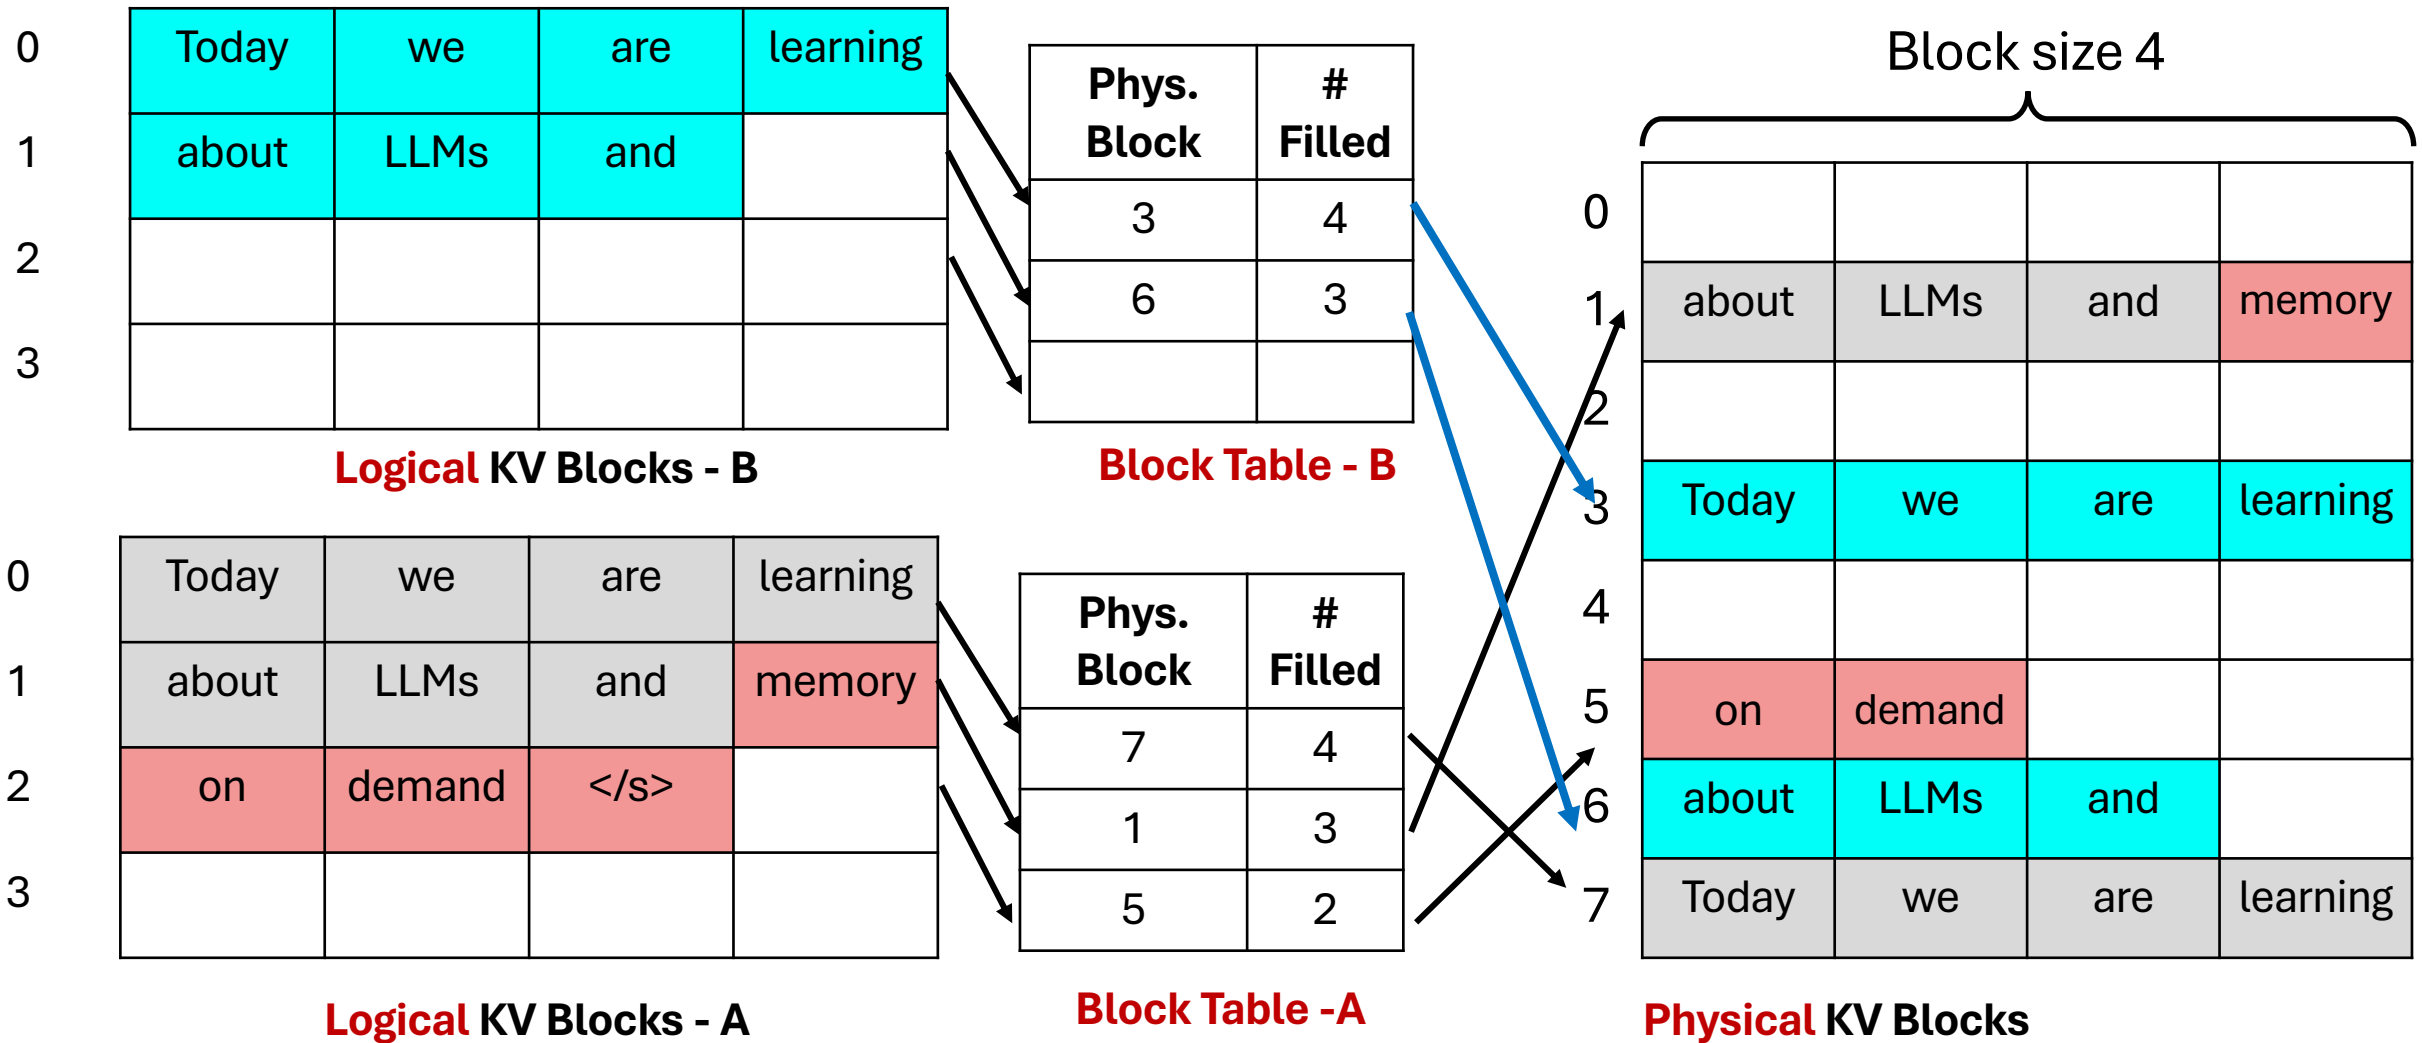 0 Today we are learning
1 about LLMs and
2
3
Logical KV Blocks - B
Phys. Block # Filled
3 4
6 3
Block Table - B
0 Today we are learning
1 about LLMs and memory
2 on demand </s>
3
Logical KV Blocks - A
Phys. Block # Filled
7 4
1 3
5 2
Block Table -A
Block size 4
0
1 about LLMs and memory
2
3 Today we are learning
4
5 on demand
6 about LLMs and
7 Today we are learning
Physical KV Blocks